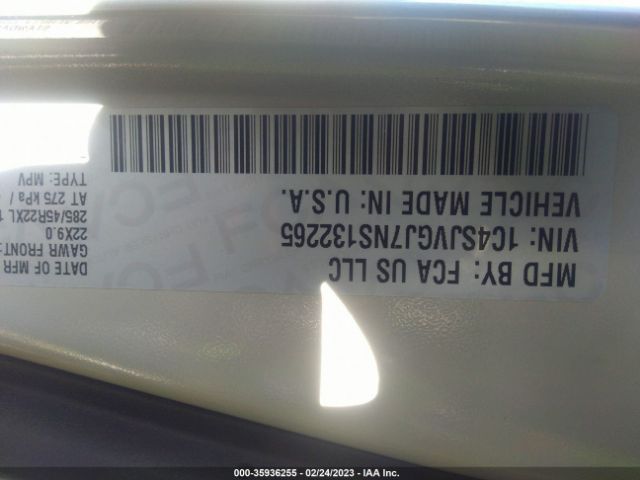 MFD BY: FCA US LLC
VIN: 1C4SJVGJ7NS132265
VEHICLE MADE IN: U.S.A.
DATE OF MFR
GAWR FRONT:
22X9.0
285/45R22XL
AT 275 kPa /
TYPE: MPV
000-35936255 - 02/24/2023 - IAA Inc.